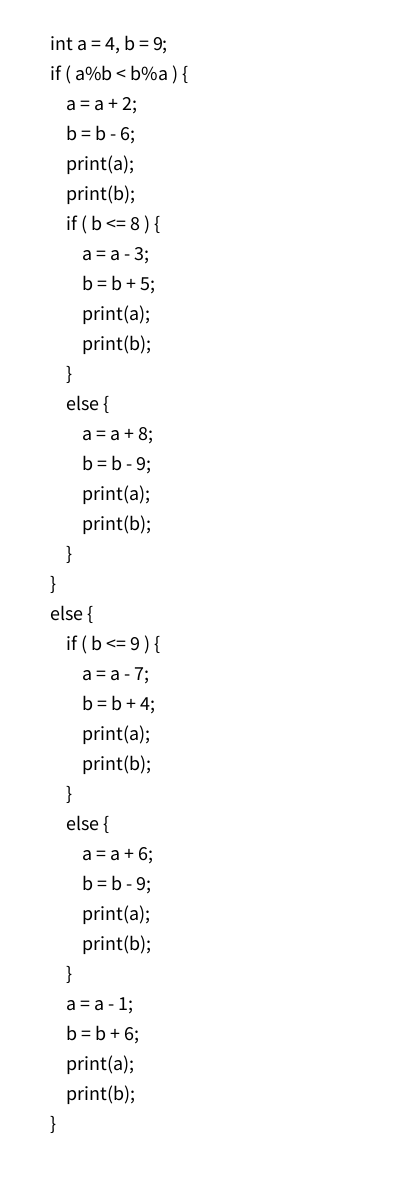 int a = 4, b = 9;
if ( a%b < b%a ) {
a = a + 2;
b = b - 6;
print(a);
print(b);
if ( b <= 8 ) {
a = a - 3;
b = b + 5;
print(a);
print(b);
}
else {
a = a + 8;
b = b - 9;
print(a);
print(b);
}
}
else {
if ( b <= 9 ) {
a = a - 7;
b = b + 4;
print(a);
print(b);
}
else {
a = a + 6;
b = b - 9;
print(a);
print(b);
}
a = a - 1;
b = b + 6;
print(a);
print(b);
}